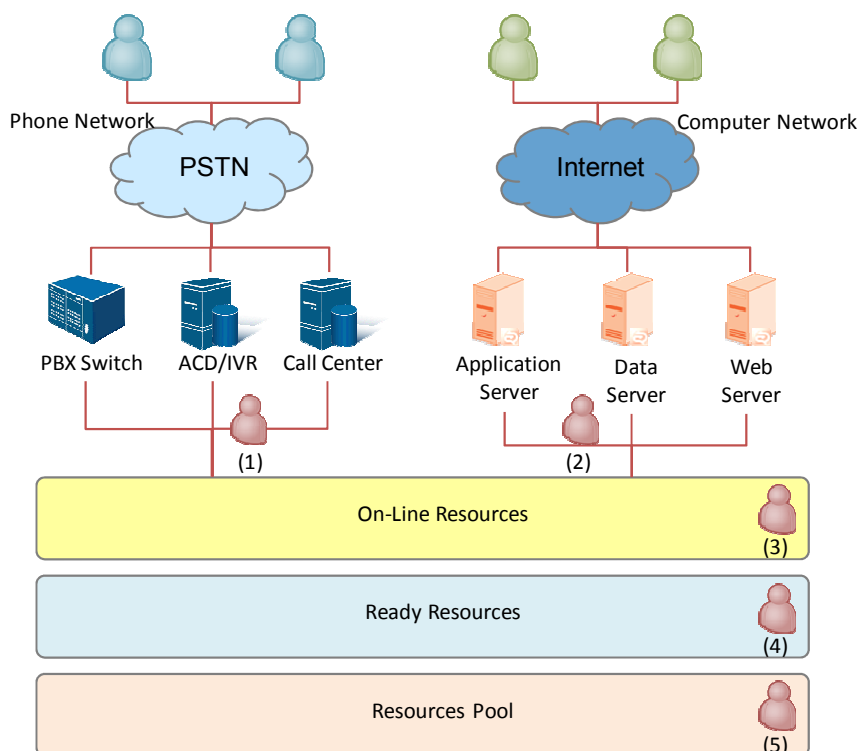 Phone Network
Computer Network
PSTN
Internet
PBX Switch
ACD/IVR
Call Center
Application
Server
Data
Server
Web
Server
(1)
(2)
On-Line Resources
(3)
Ready Resources
(4)
Resources Pool
(5)